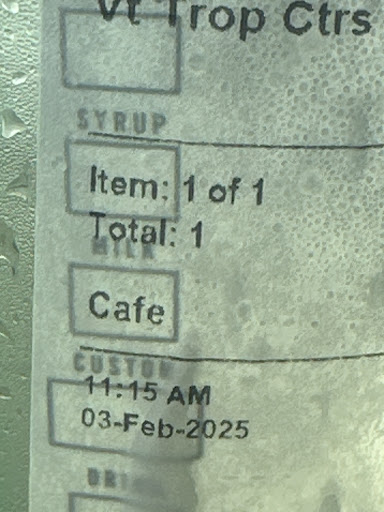 Vt Trop Ctrs
SYRUP
Item: 1 of 1
Total: 1
MILK
Cafe
CUSTOM
11:15 AM
03-Feb-2025